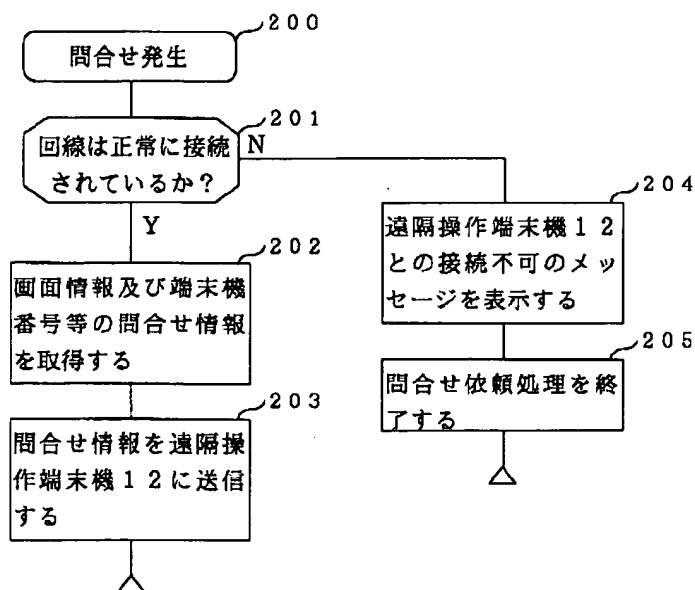 200
問合せ発生
201
回線は正常に接続
されているか？
N
Y
202
画面情報及び端末機
番号等の問合せ情報
を取得する
203
問合せ情報を遠隔操
作端末機１２に送信
する
204
遠隔操作端末機１２
との接続不可のメッ
セージを表示する
205
問合せ依頼処理を終
了する